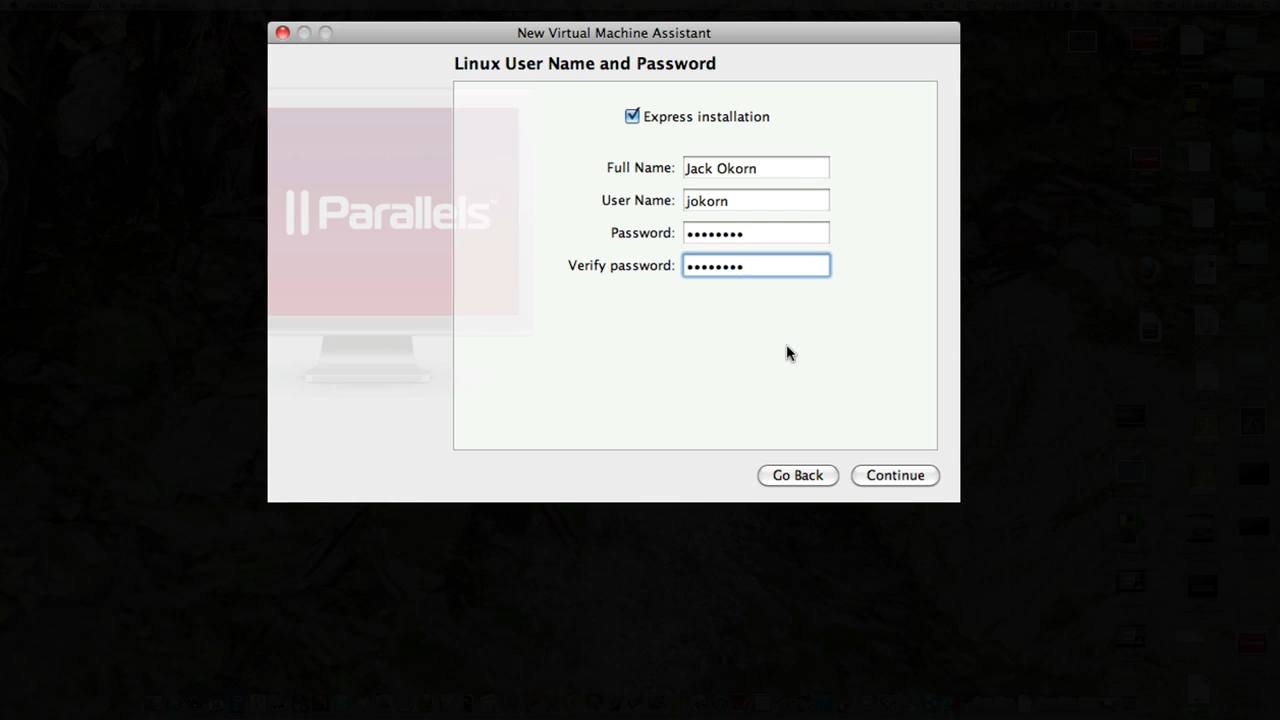 New Virtual Machine Assistant
Linux User Name and Password
Express installation
Full Name: Jack Okorn
User Name: jokorn
Password: ••••••••
Verify password: ••••••••
Parallels™
Go Back Continue